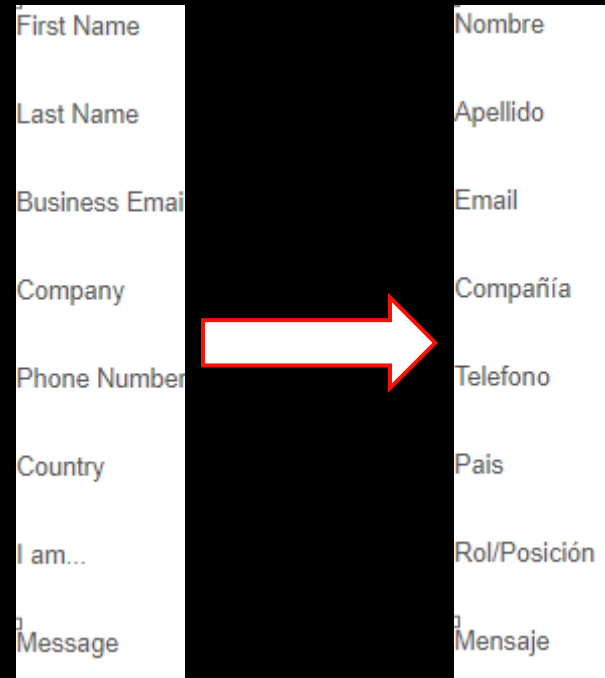 First Name
Last Name
Business Emai
Company
Phone Number
Country
I am...
Message
Nombre
Apellido
Email
Compañía
Telefono
Pais
Rol/Posición
Mensaje